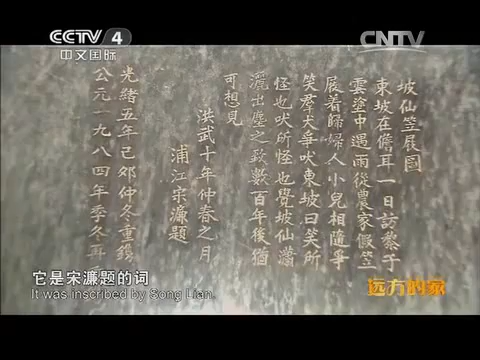 CCTV 4
中文国际
CNTV
坡仙笠屐圖
東坡在儋耳一日訪黎子
雲塗中遇雨從農家假笠
屐着歸婦人小兒相隨爭
笑羣犬爭吠東坡曰笑所
怪也吠所怪也覺坡仙瀟
灑出塵之致數百年後猶
可想見
洪武十年仲春之月
浦江宋濂題
光緒五年己卯仲冬重鐫
公元一九八四年季冬再
它是宋濂题的词
It was inscribed by Song Lian.
远方的家